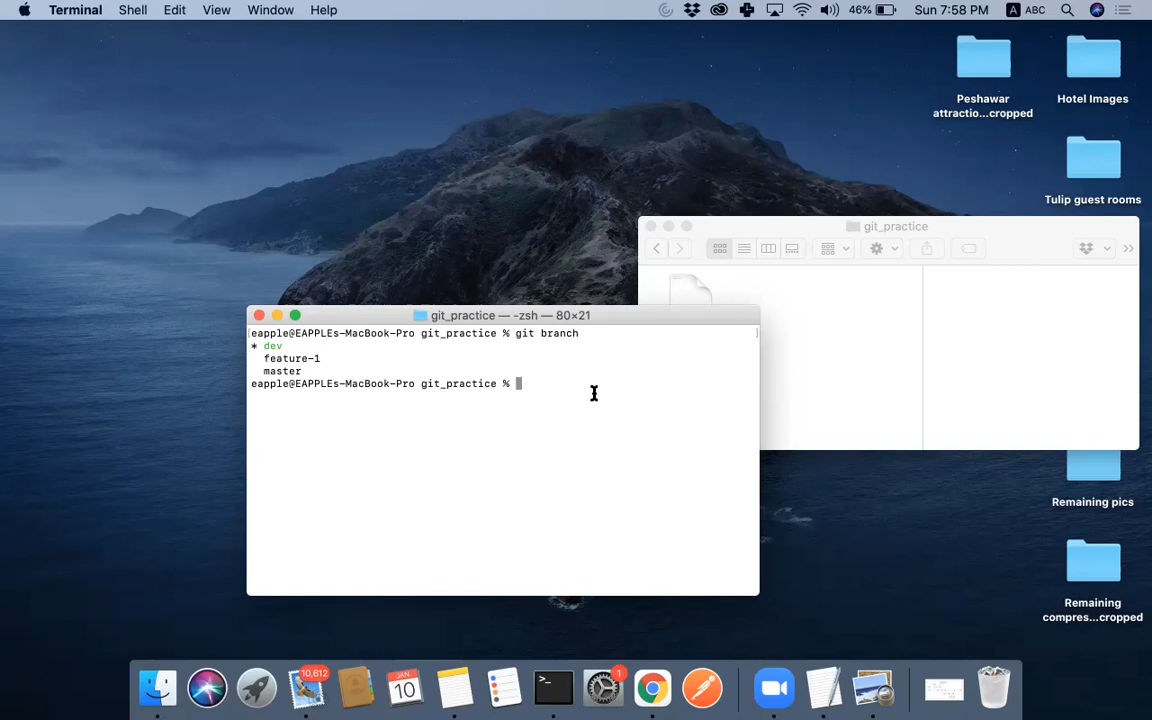 Terminal Shell Edit View Window Help
46% Sun 7:58 PM A ABC
Peshawar
attractio...cropped
Hotel Images
Tulip guest rooms
git_practice
git_practice — -zsh — 80×21
eapple@EAPPLEs-MacBook-Pro git_practice % git branch
* dev
feature-1
master
eapple@EAPPLEs-MacBook-Pro git_practice %
Remaining pics
Remaining
compres...cropped
10,612
JAN
10
>_
1